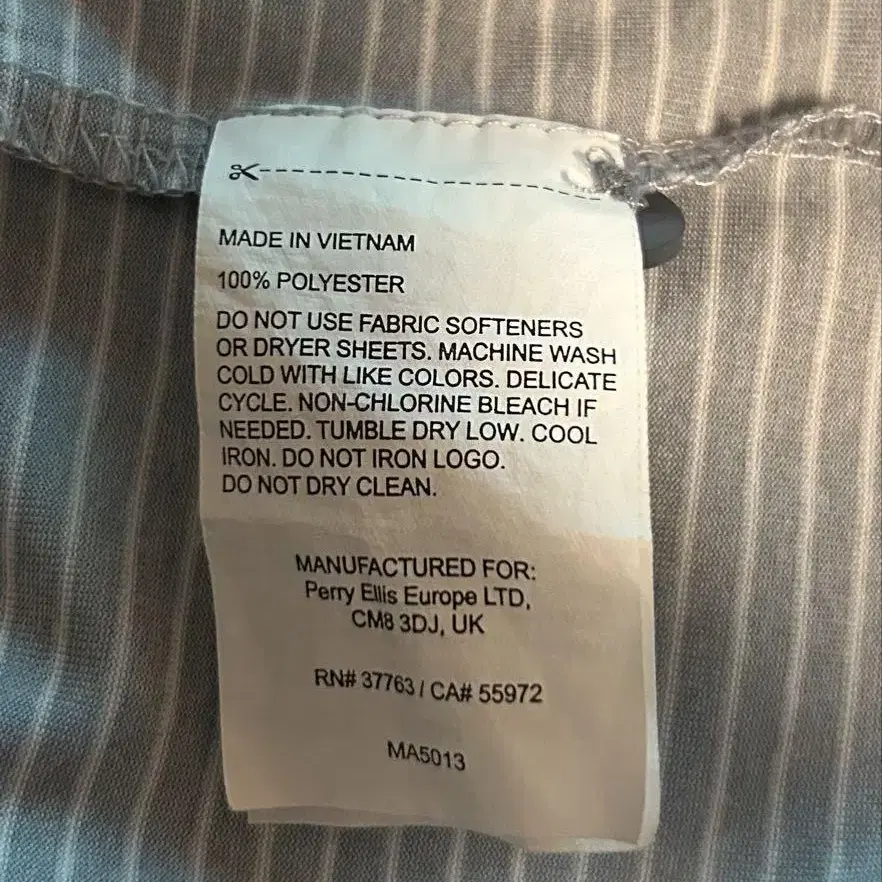 MADE IN VIETNAM
100% POLYESTER
DO NOT USE FABRIC SOFTENERS
OR DRYER SHEETS. MACHINE WASH
COLD WITH LIKE COLORS. DELICATE
CYCLE. NON-CHLORINE BLEACH IF
NEEDED. TUMBLE DRY LOW. COOL
IRON. DO NOT IRON LOGO.
DO NOT DRY CLEAN.
MANUFACTURED FOR:
Perry Ellis Europe LTD,
CM8 3DJ, UK
RN# 37763 / CA# 55972
MA5013